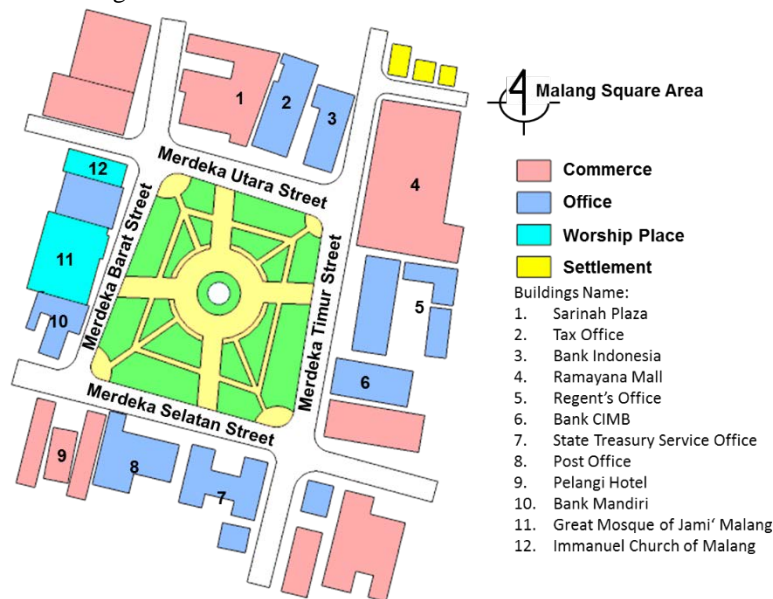 4
Malang Square Area
Commerce
Office
Worship Place
Settlement
Buildings Name:
1. Sarinah Plaza
2. Tax Office
3. Bank Indonesia
4. Ramayana Mall
5. Regent's Office
6. Bank CIMB
7. State Treasury Service Office
8. Post Office
9. Pelangi Hotel
10. Bank Mandiri
11. Great Mosque of Jami‘ Malang
12. Immanuel Church of Malang
1
2
3
4
12
Merdeka Utara Street
Merdeka Barat Street
Merdeka Timur Street
11
5
10
6
Merdeka Selatan Street
9
8
7